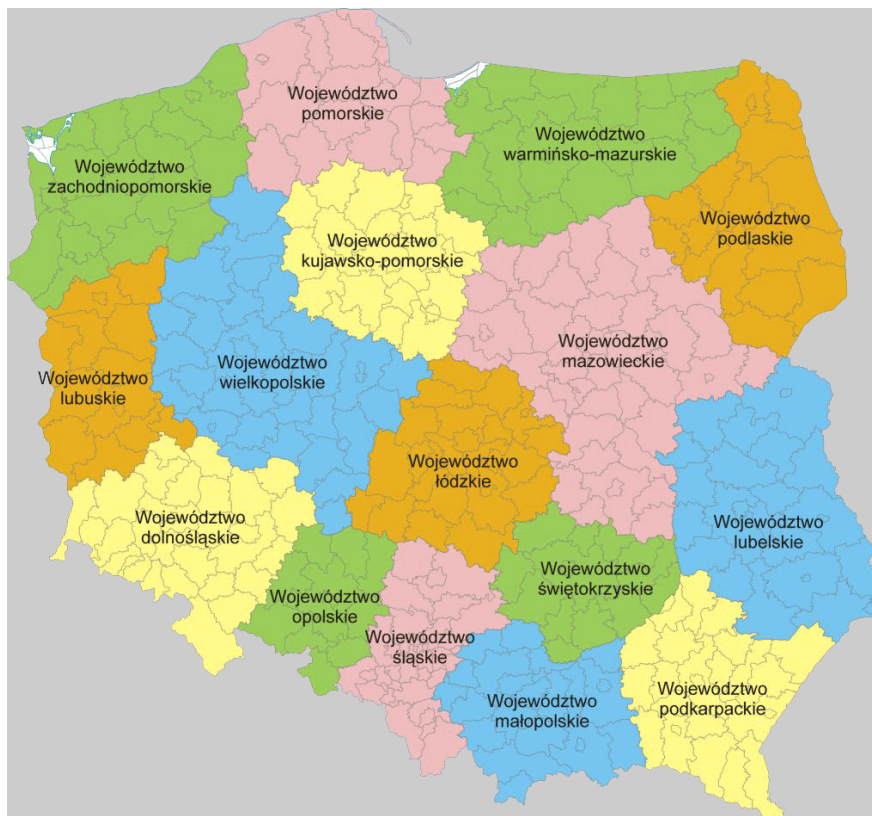 Województwo
pomorskie
Województwo
warmińsko-mazurskie
Województwo
zachodniopomorskie
Województwo
podlaskie
Województwo
kujawsko-pomorskie
Województwo
mazowieckie
Województwo
wielkopolskie
Województwo
lubuskie
Województwo
łódzkie
Województwo
dolnośląskie
Województwo
lubelskie
Województwo
świętokrzyskie
Województwo
opolskie
Województwo
śląskie
Województwo
małopolskie
Województwo
podkarpackie